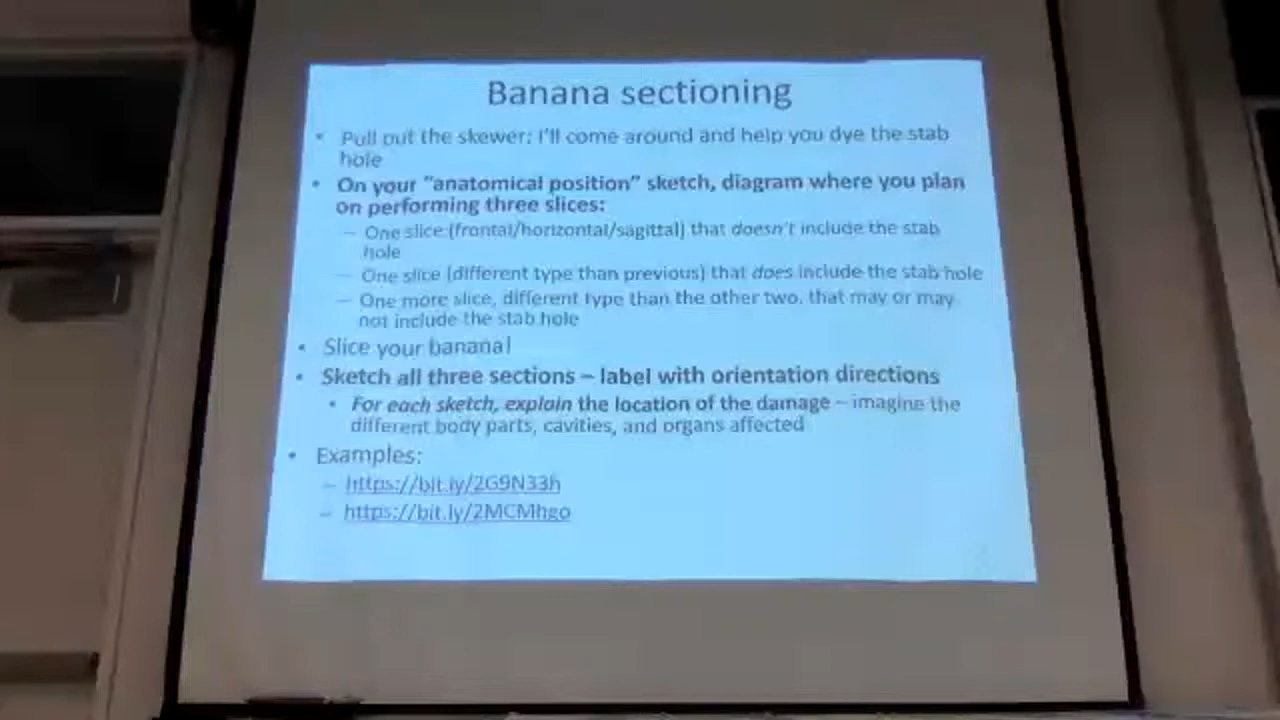 Banana sectioning
• Pull out the skewer; I'll come around and help you dye the stab
hole
• On your "anatomical position" sketch, diagram where you plan
on performing three slices:
– One slice (frontal/horizontal/sagittal) that doesn't include the stab
hole
– One slice (different type than previous) that does include the stab hole
– One more slice, different type than the other two, that may or may
not include the stab hole
• Slice your banana!
• Sketch all three sections – label with orientation directions
• For each sketch, explain the location of the damage – imagine the
different body parts, cavities, and organs affected
• Examples:
– https://bit.ly/2G9N33h
– https://bit.ly/2MCMhgo